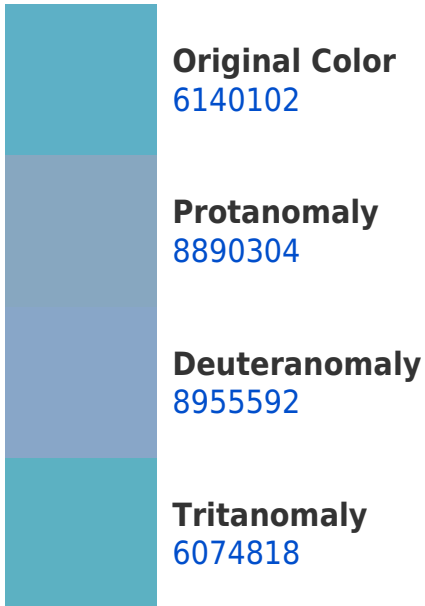 Original Color
6140102
Protanomaly
8890304
Deuteranomaly
8955592
Tritanomaly
6074818